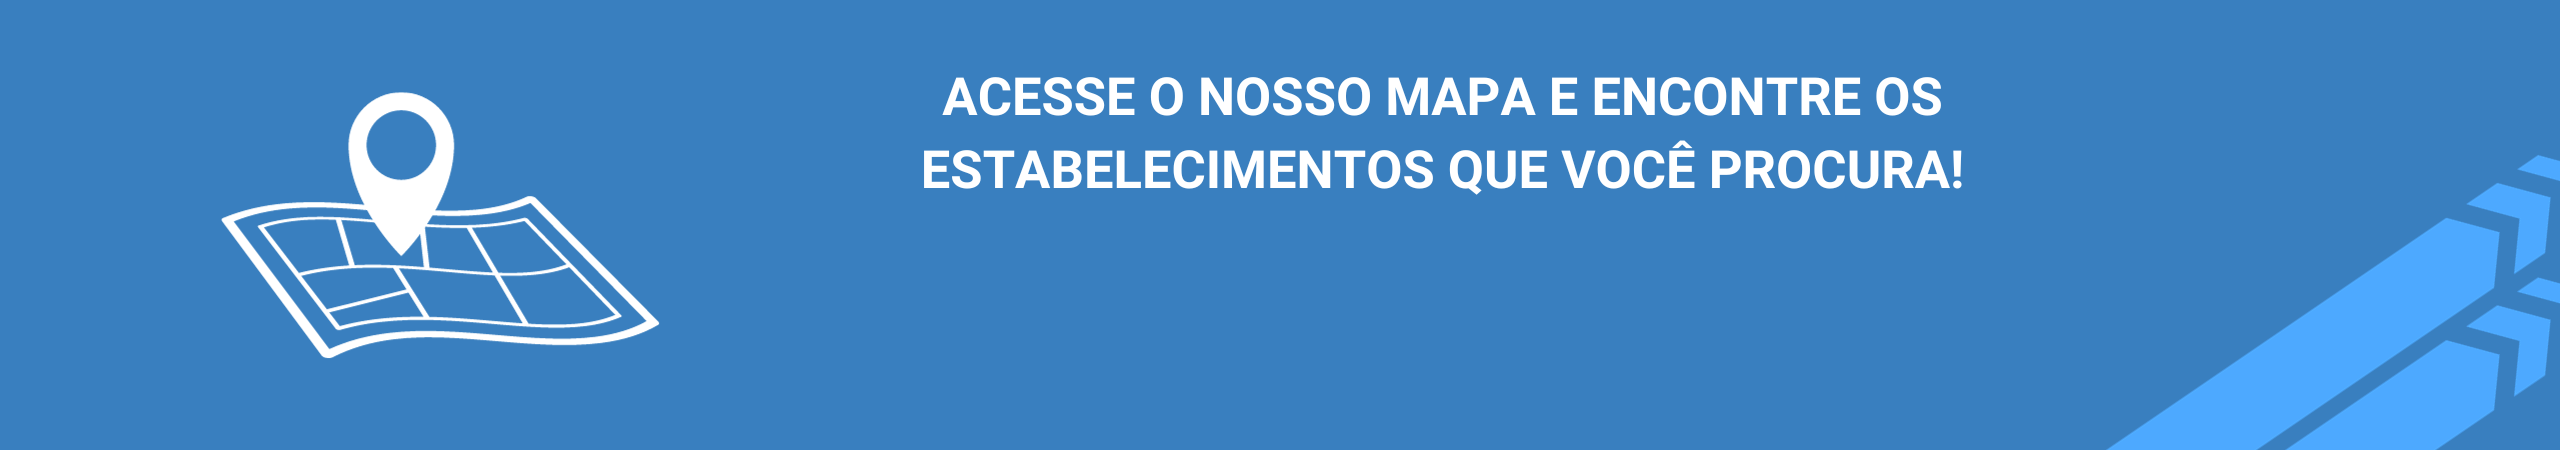 ACESSE O NOSSO MAPA E ENCONTRE OS
ESTABELECIMENTOS QUE VOCÊ PROCURA!